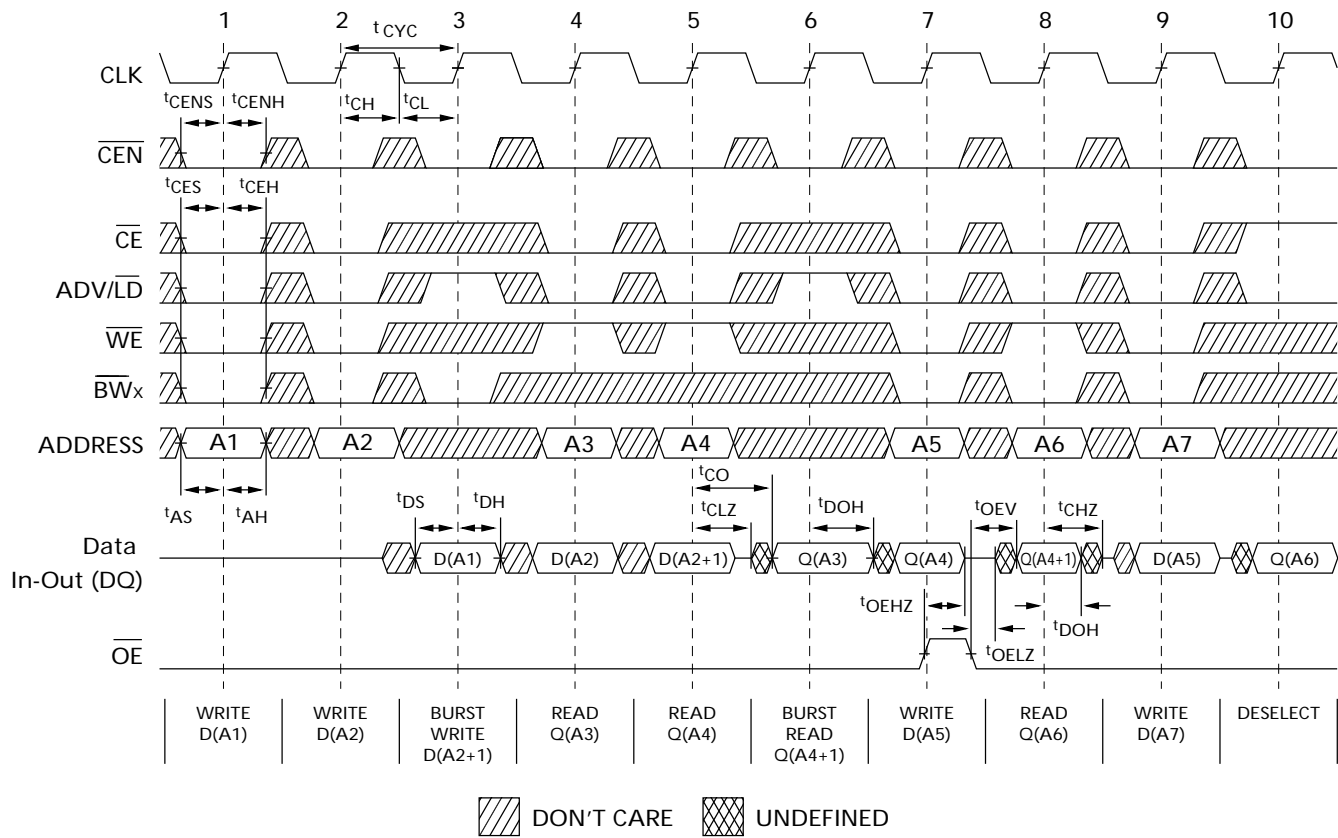 1 2 3 4 5 6 7 8 9 10
tCYC
CLK
tCENS tCENH tCH tCL
CEN
tCES tCEH
CE
ADV/LD
WE
BWx
ADDRESS A1 A2 A3 A4 A5 A6 A7
tCO
tDS tDH tCLZ tDOH tOEV tCHZ
tAS tAH
Data
In-Out (DQ)
D(A1) D(A2) D(A2+1) Q(A3) Q(A4) Q(A4+1) D(A5) Q(A6)
tOEHZ tDOH
tOELZ
OE
WRITE
D(A1)
WRITE
D(A2)
BURST
WRITE
D(A2+1)
READ
Q(A3)
READ
Q(A4)
BURST
READ
Q(A4+1)
WRITE
D(A5)
READ
Q(A6)
WRITE
D(A7)
DESELECT
DON'T CARE UNDEFINED